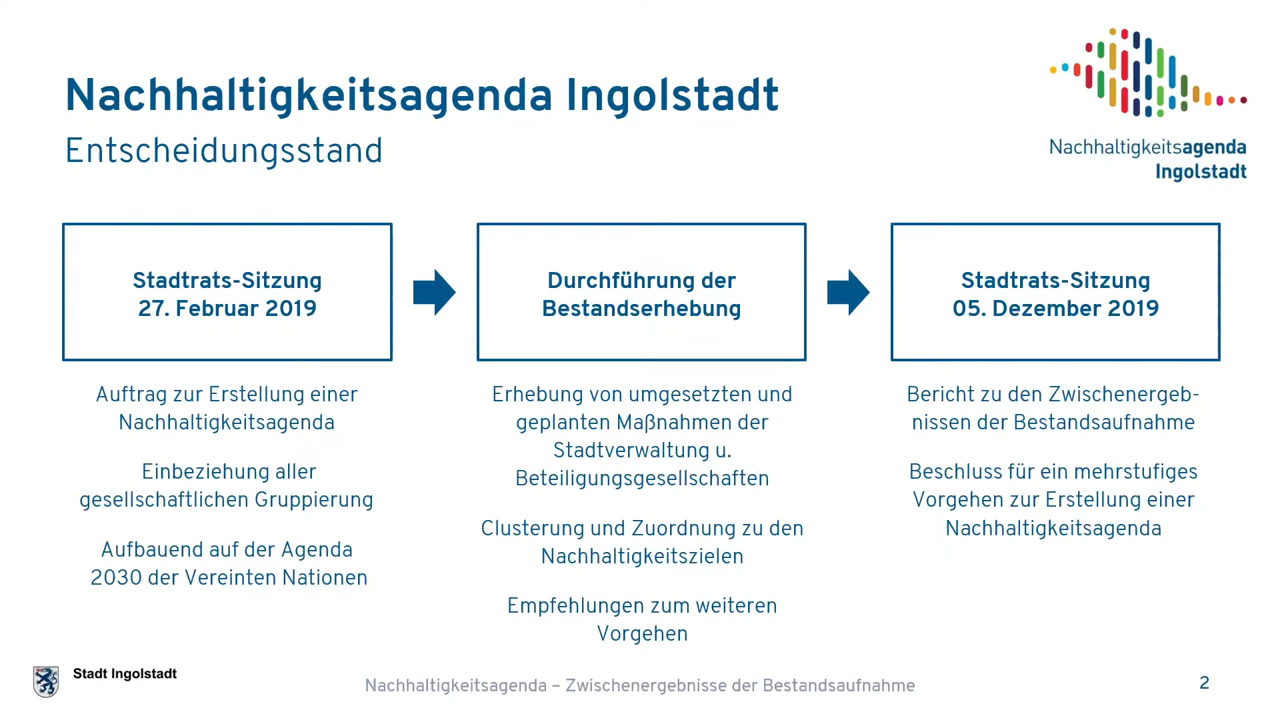 Nachhaltigkeitsagenda Ingolstadt
Entscheidungsstand
Nachhaltigkeitsagenda
Ingolstadt
Stadtrats-Sitzung
27. Februar 2019
Auftrag zur Erstellung einer
Nachhaltigkeitsagenda
Einbeziehung aller
gesellschaftlichen Gruppierung
Aufbauend auf der Agenda
2030 der Vereinten Nationen
Durchführung der
Bestandserhebung
Erhebung von umgesetzten und
geplanten Maßnahmen der
Stadtverwaltung u.
Beteiligungsgesellschaften
Clusterung und Zuordnung zu den
Nachhaltigkeitszielen
Empfehlungen zum weiteren
Vorgehen
Stadtrats-Sitzung
05. Dezember 2019
Bericht zu den Zwischenergeb-
nissen der Bestandsaufnahme
Beschluss für ein mehrstufiges
Vorgehen zur Erstellung einer
Nachhaltigkeitsagenda
Stadt Ingolstadt
Nachhaltigkeitsagenda – Zwischenergebnisse der Bestandsaufnahme
2